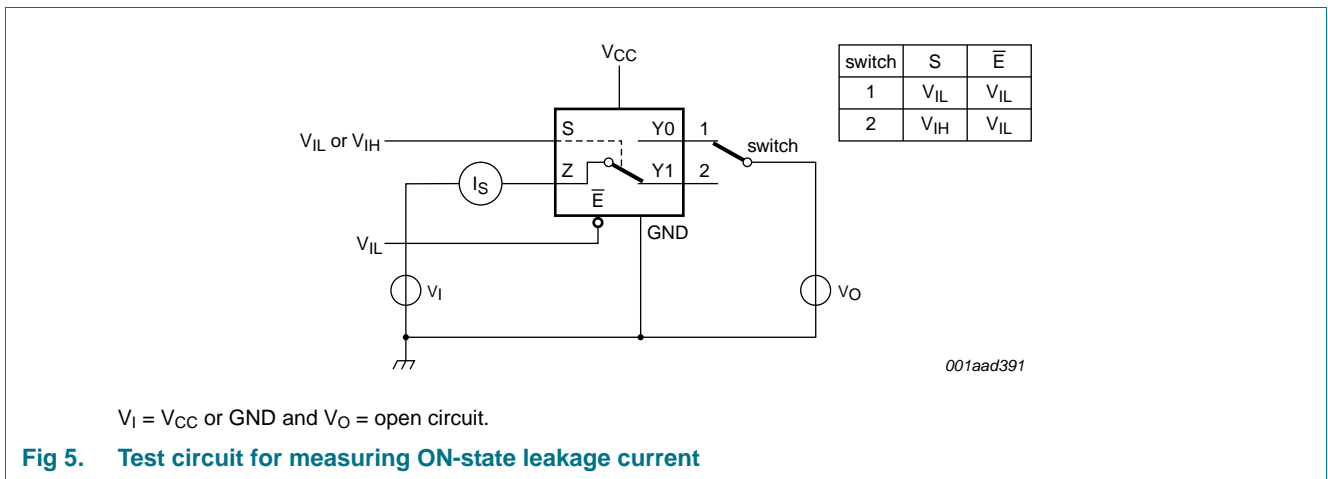 VCC
switch S E̅
1 VIL VIL
2 VIH VIL
VIL or VIH
S Y0 1
switch
Z Y1 2
IS
E̅
GND
VIL
VI
VO
001aad391
VI = VCC or GND and VO = open circuit.
Fig 5. Test circuit for measuring ON-state leakage current